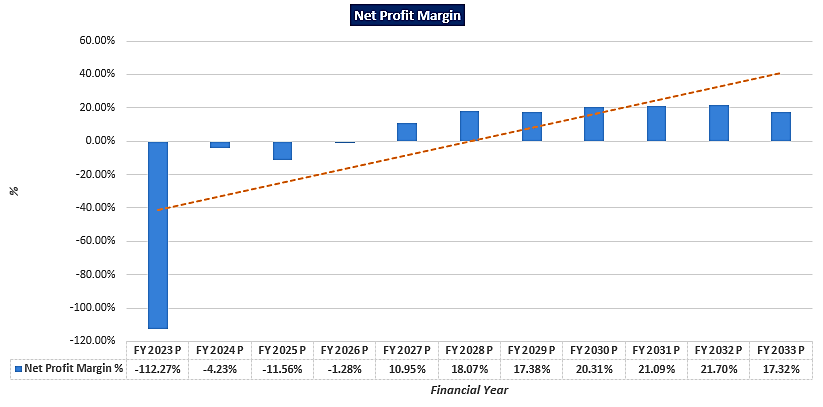 Net Profit Margin
60.00%
40.00%
20.00%
0.00%
-20.00%
-40.00%
-60.00%
-80.00%
-100.00%
-120.00%
%
FY 2023 P FY 2024 P FY 2025 P FY 2026 P FY 2027 P FY 2028 P FY 2029 P FY 2030 P FY 2031 P FY 2032 P FY 2033 P
Net Profit Margin % -112.27% -4.23% -11.56% -1.28% 10.95% 18.07% 17.38% 20.31% 21.09% 21.70% 17.32%
Financial Year